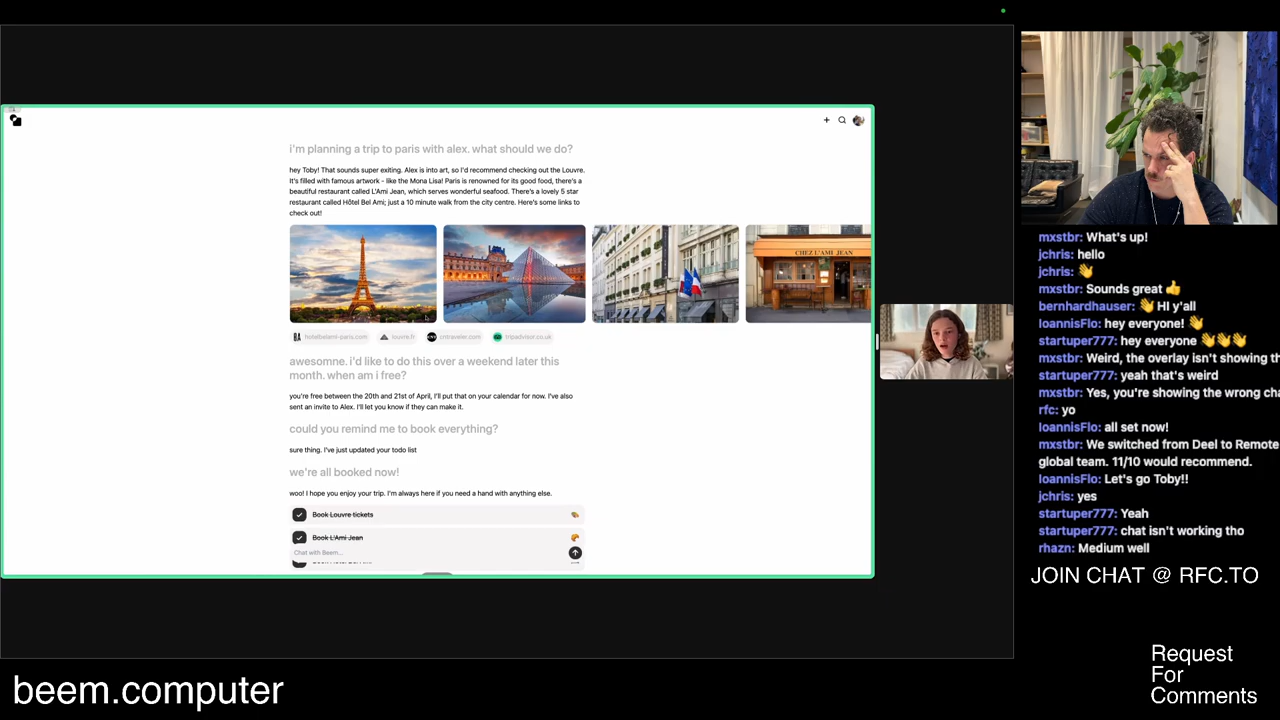 i'm planning a trip to paris with alex. what should we do?
hey Toby! That sounds super exiting. Alex is into art, so I'd recommend checking out the Louvre.
It's filled with famous artwork - like the Mona Lisa! Paris is renowned for its good food, there's a
beautiful restaurant called L'Ami Jean, which serves wonderful seafood. There's a lovely 5 star
restaurant called Hôtel Bel Ami; just a 10 minute walk from the city centre. Here's some links to
check out!
CHEZ L'AMI JEAN
hotelbelami-paris.com
louvre.fr
cntraveler.com
tripadvisor.co.uk
awesomne. i'd like to do this over a weekend later this
month. when am i free?
you're free between the 20th and 21st of April, I'll put that on your calendar for now. I've also
sent an invite to Alex. I'll let you know if they can make it.
could you remind me to book everything?
sure thing. I've just updated your todo list
we're all booked now!
woo! I hope you enjoy your trip. I'm always here if you need a hand with anything else.
Book Louvre tickets
Book L'Ami Jean
Chat with Beem...
mxstbr: What's up!
jchris: hello
jchris: 👋
mxstbr: Sounds great 👍
bernhardhauser: 👋 HI y'all
IoannisFlo: hey everyone! 👋
startuper777: hey everyone 👋👋👋
mxstbr: Weird, the overlay isn't showing th
startuper777: yeah that's weird
mxstbr: Yes, you're showing the wrong cha
rfc: yo
IoannisFlo: all set now!
mxstbr: We switched from Deel to Remote
global team. 11/10 would recommend.
IoannisFlo: Let's go Toby!!
jchris: yes
startuper777: Yeah
startuper777: chat isn't working tho
rhazn: Medium well
JOIN CHAT @ RFC.TO
Request
For
Comments
beem.computer